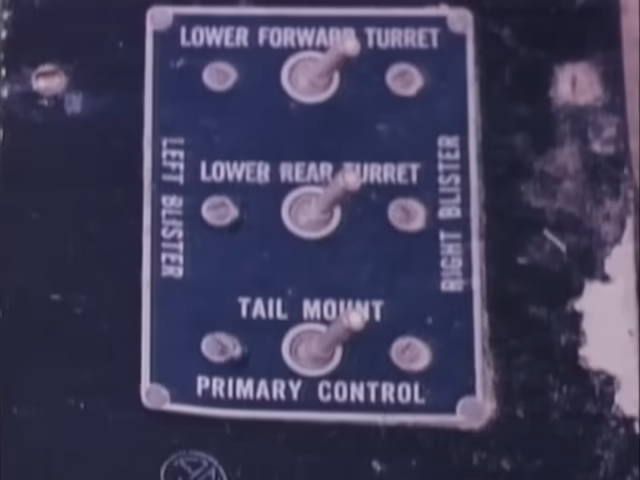 LOWER FORWARD TURRET
LEFT BLISTER
LOWER REAR TURRET
RIGHT BLISTER
TAIL MOUNT
PRIMARY CONTROL